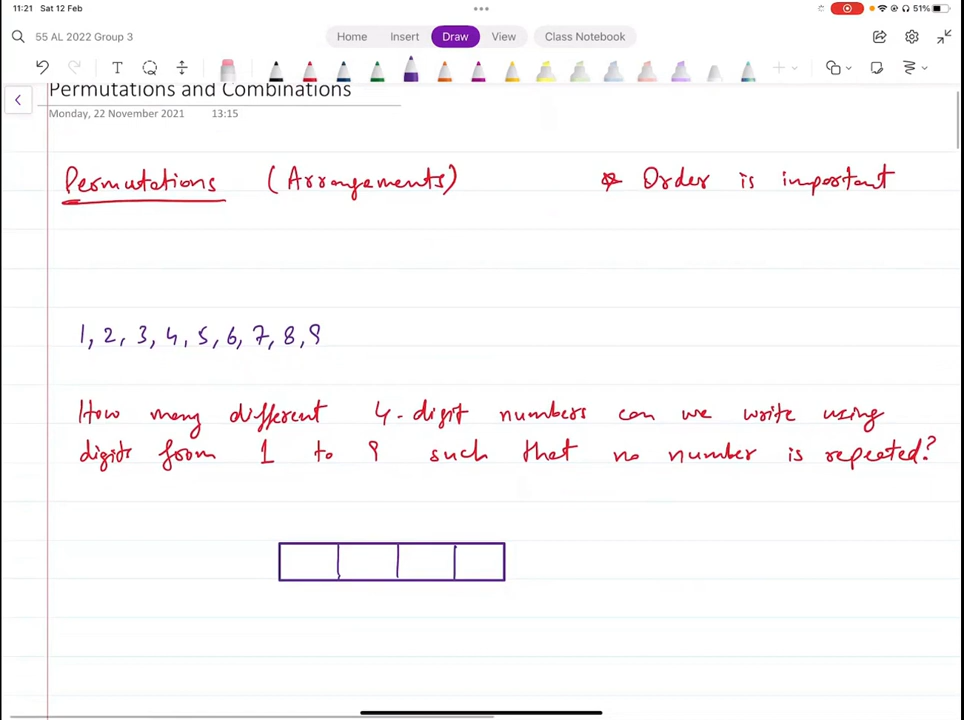 11:21 Sat 12 Feb
51%
55 AL 2022 Group 3
Home Insert Draw View Class Notebook
Permutations and Combinations
Monday, 22 November 2021 13:15
Permutations (Arrangements) * Order is important
1, 2, 3, 4, 5, 6, 7, 8, 9
How many different 4-digit numbers can we write using
digits from 1 to 9 such that no number is repeated?